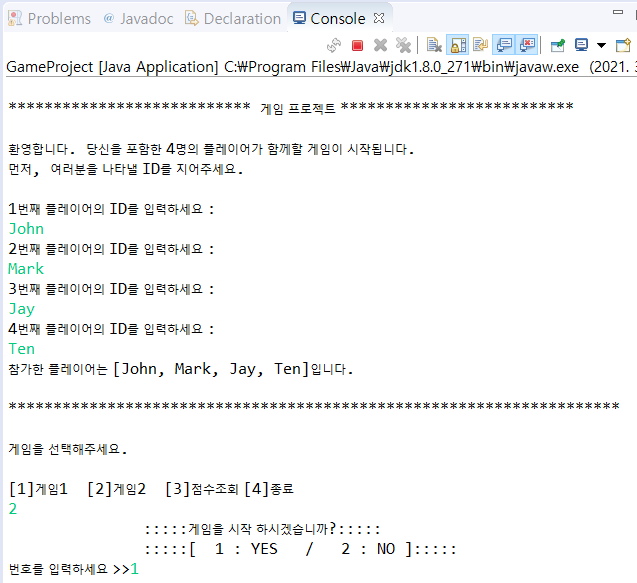 Problems @ Javadoc Declaration Console
GameProject [Java Application] C:₩Program Files₩Java₩jdk1.8.0_271₩bin₩javaw.exe (2021. 3
*************************** 게임 프로젝트 **************************
환영합니다. 당신을 포함한 4명의 플레이어가 함께할 게임이 시작됩니다.
먼저, 여러분을 나타낼 ID를 지어주세요.
1번째 플레이어의 ID를 입력하세요 :
John
2번째 플레이어의 ID를 입력하세요 :
Mark
3번째 플레이어의 ID를 입력하세요 :
Jay
4번째 플레이어의 ID를 입력하세요 :
Ten
참가한 플레이어는 [John, Mark, Jay, Ten]입니다.
********************************************************************
게임을 선택해주세요.
[1]게임1 [2]게임2 [3]점수조회 [4]종료
2
:::::게임을 시작 하시겠습니까?:::::
:::::[ 1 : YES / 2 : NO ]:::::
번호를 입력하세요 >>1